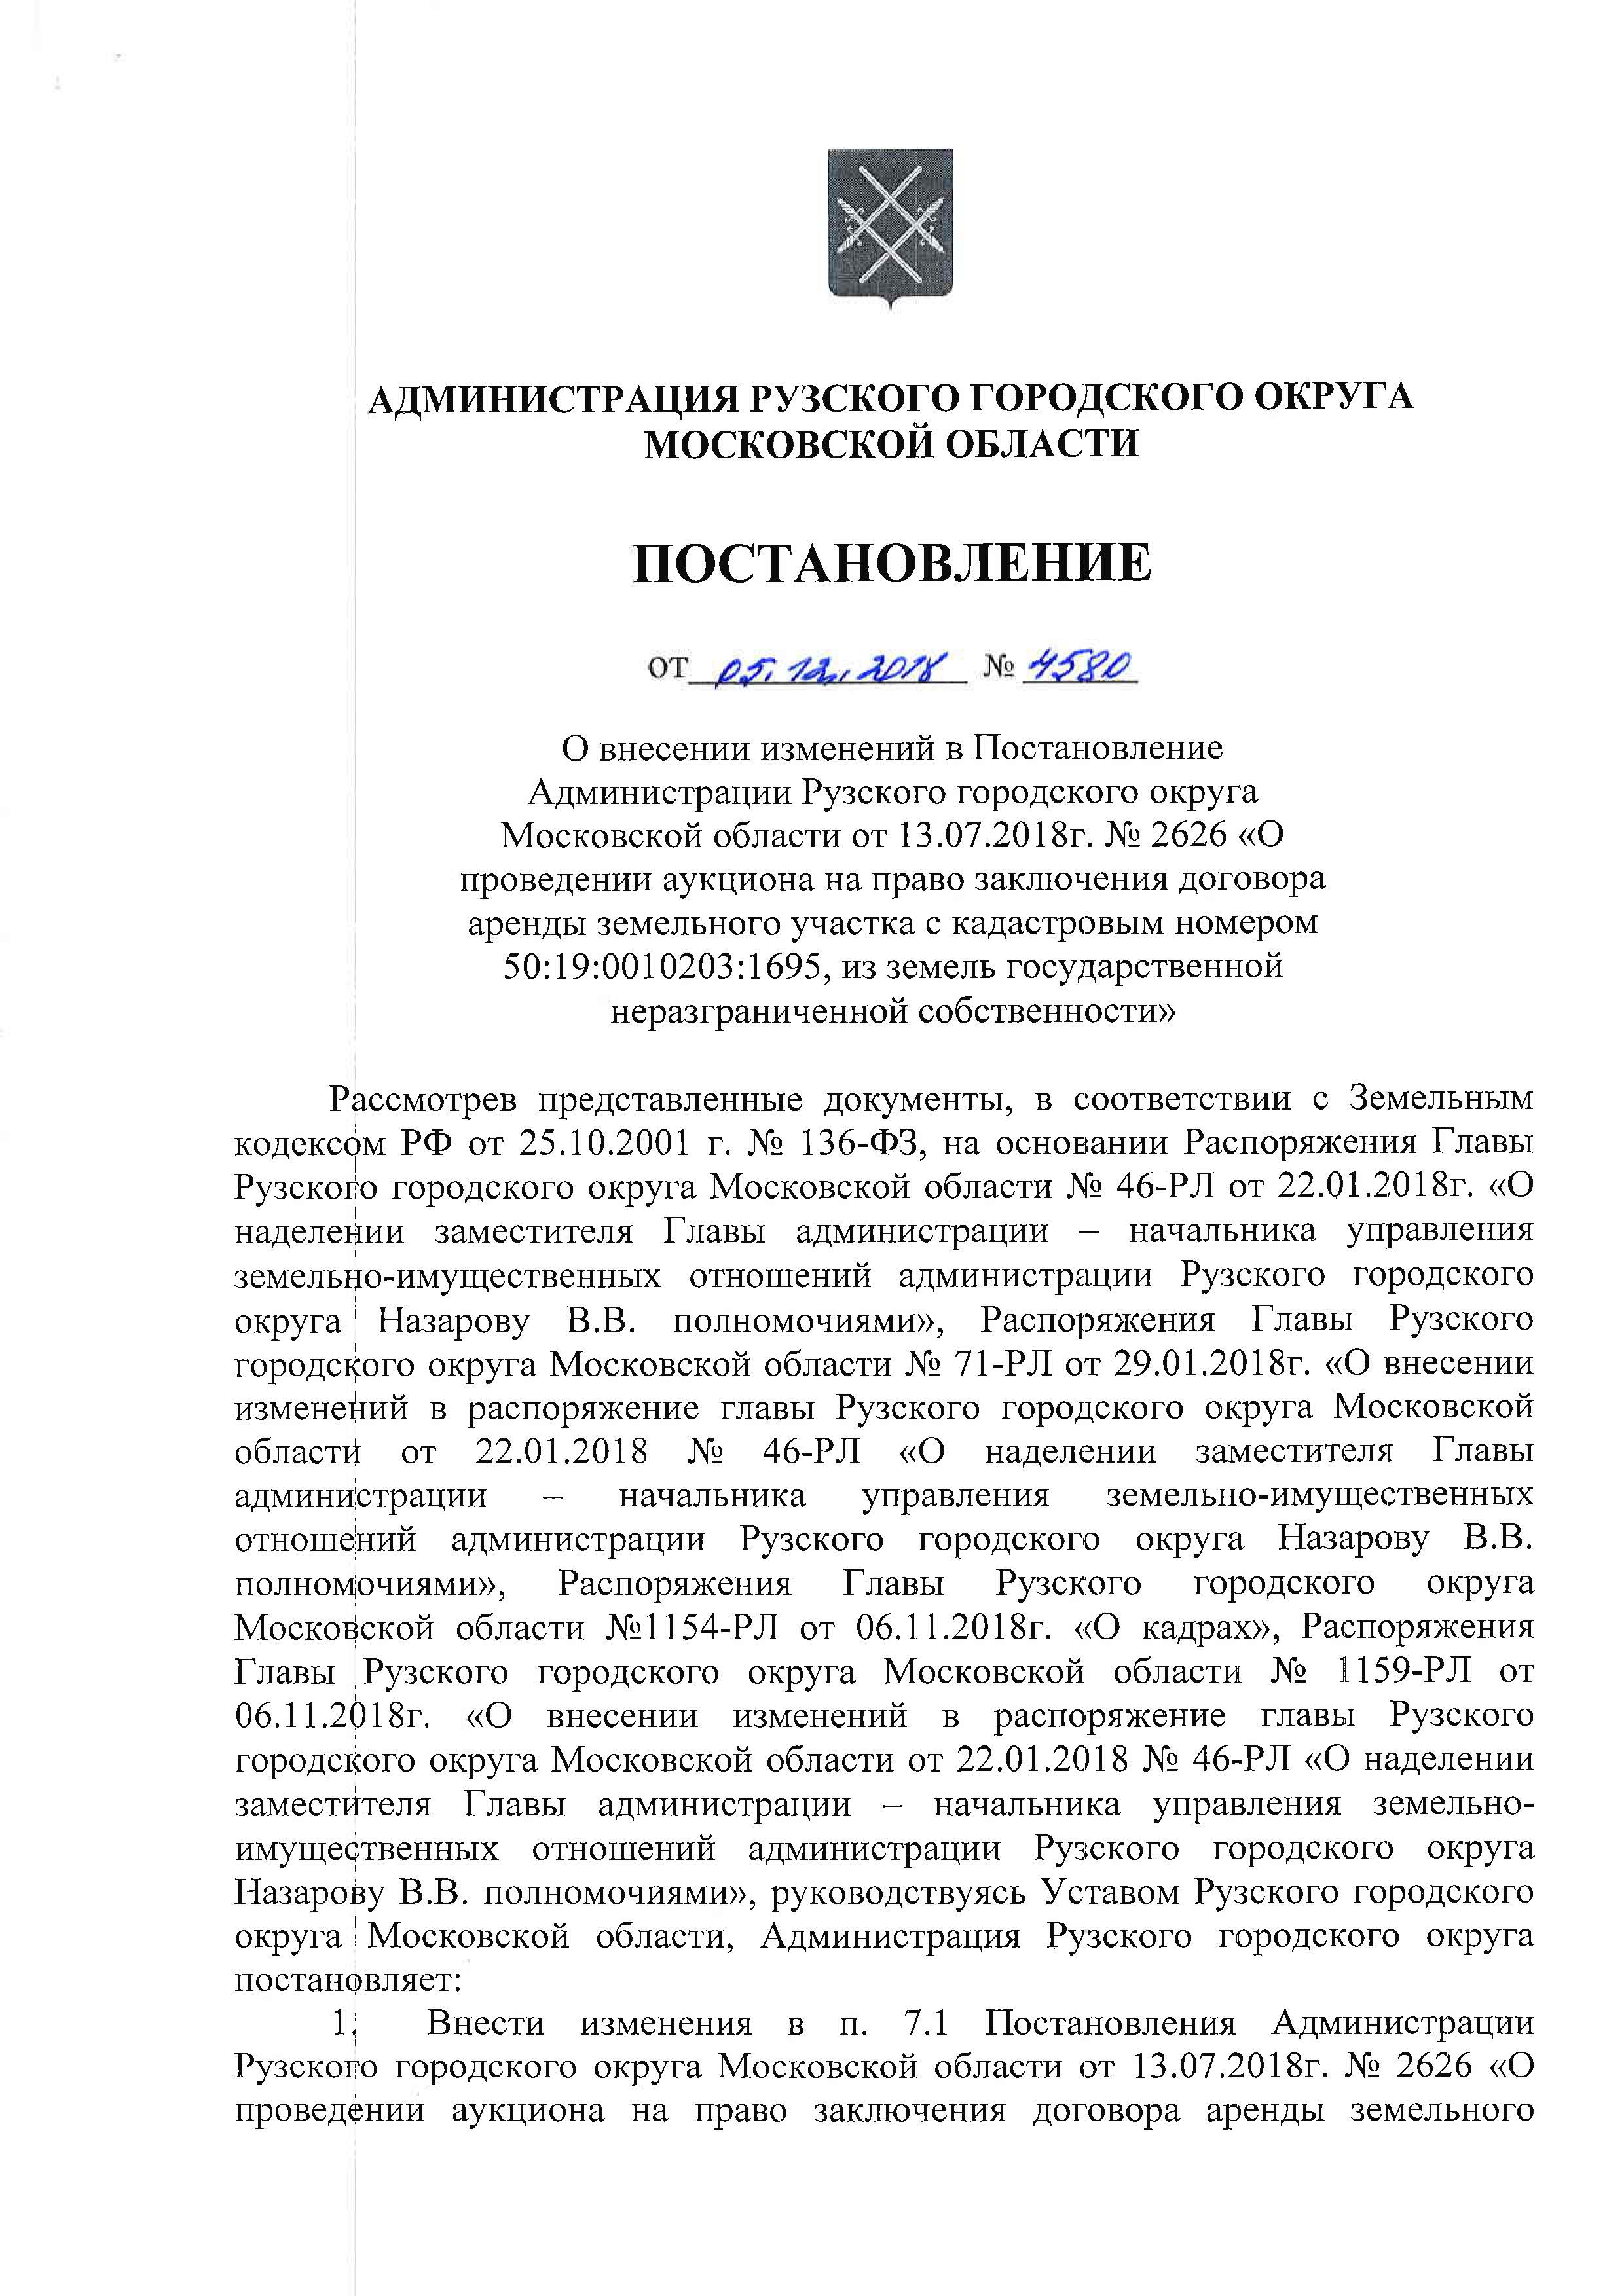 АДМИНИСТРАЦИЯ РУЗСКОГО ГОРОДСКОГО ОКРУГА
МОСКОВСКОЙ ОБЛАСТИ
ПОСТАНОВЛЕНИЕ
от 05.12.2018 № 4580
О внесении изменений в Постановление
Администрации Рузского городского округа
Московской области от 13.07.2018г. № 2626 «О
проведении аукциона на право заключения договора
аренды земельного участка с кадастровым номером
50:19:0010203:1695, из земель государственной
неразграниченной собственности»
Рассмотрев представленные документы, в соответствии с Земельным
кодексом РФ от 25.10.2001 г. № 136-ФЗ, на основании Распоряжения Главы
Рузского городского округа Московской области № 46-РЛ от 22.01.2018г. «О
наделении заместителя Главы администрации – начальника управления
земельно-имущественных отношений администрации Рузского городского
округа Назарову В.В. полномочиями», Распоряжения Главы Рузского
городского округа Московской области № 71-РЛ от 29.01.2018г. «О внесении
изменений в распоряжение главы Рузского городского округа Московской
области от 22.01.2018 № 46-РЛ «О наделении заместителя Главы
администрации – начальника управления земельно-имущественных
отношений администрации Рузского городского округа Назарову В.В.
полномочиями», Распоряжения Главы Рузского городского округа
Московской области №1154-РЛ от 06.11.2018г. «О кадрах», Распоряжения
Главы Рузского городского округа Московской области № 1159-РЛ от
06.11.2018г. «О внесении изменений в распоряжение главы Рузского
городского округа Московской области от 22.01.2018 № 46-РЛ «О наделении
заместителя Главы администрации – начальника управления земельно-
имущественных отношений администрации Рузского городского округа
Назарову В.В. полномочиями», руководствуясь Уставом Рузского городского
округа Московской области, Администрация Рузского городского округа
постановляет:
1. Внести изменения в п. 7.1 Постановления Администрации
Рузского городского округа Московской области от 13.07.2018г. № 2626 «О
проведении аукциона на право заключения договора аренды земельного